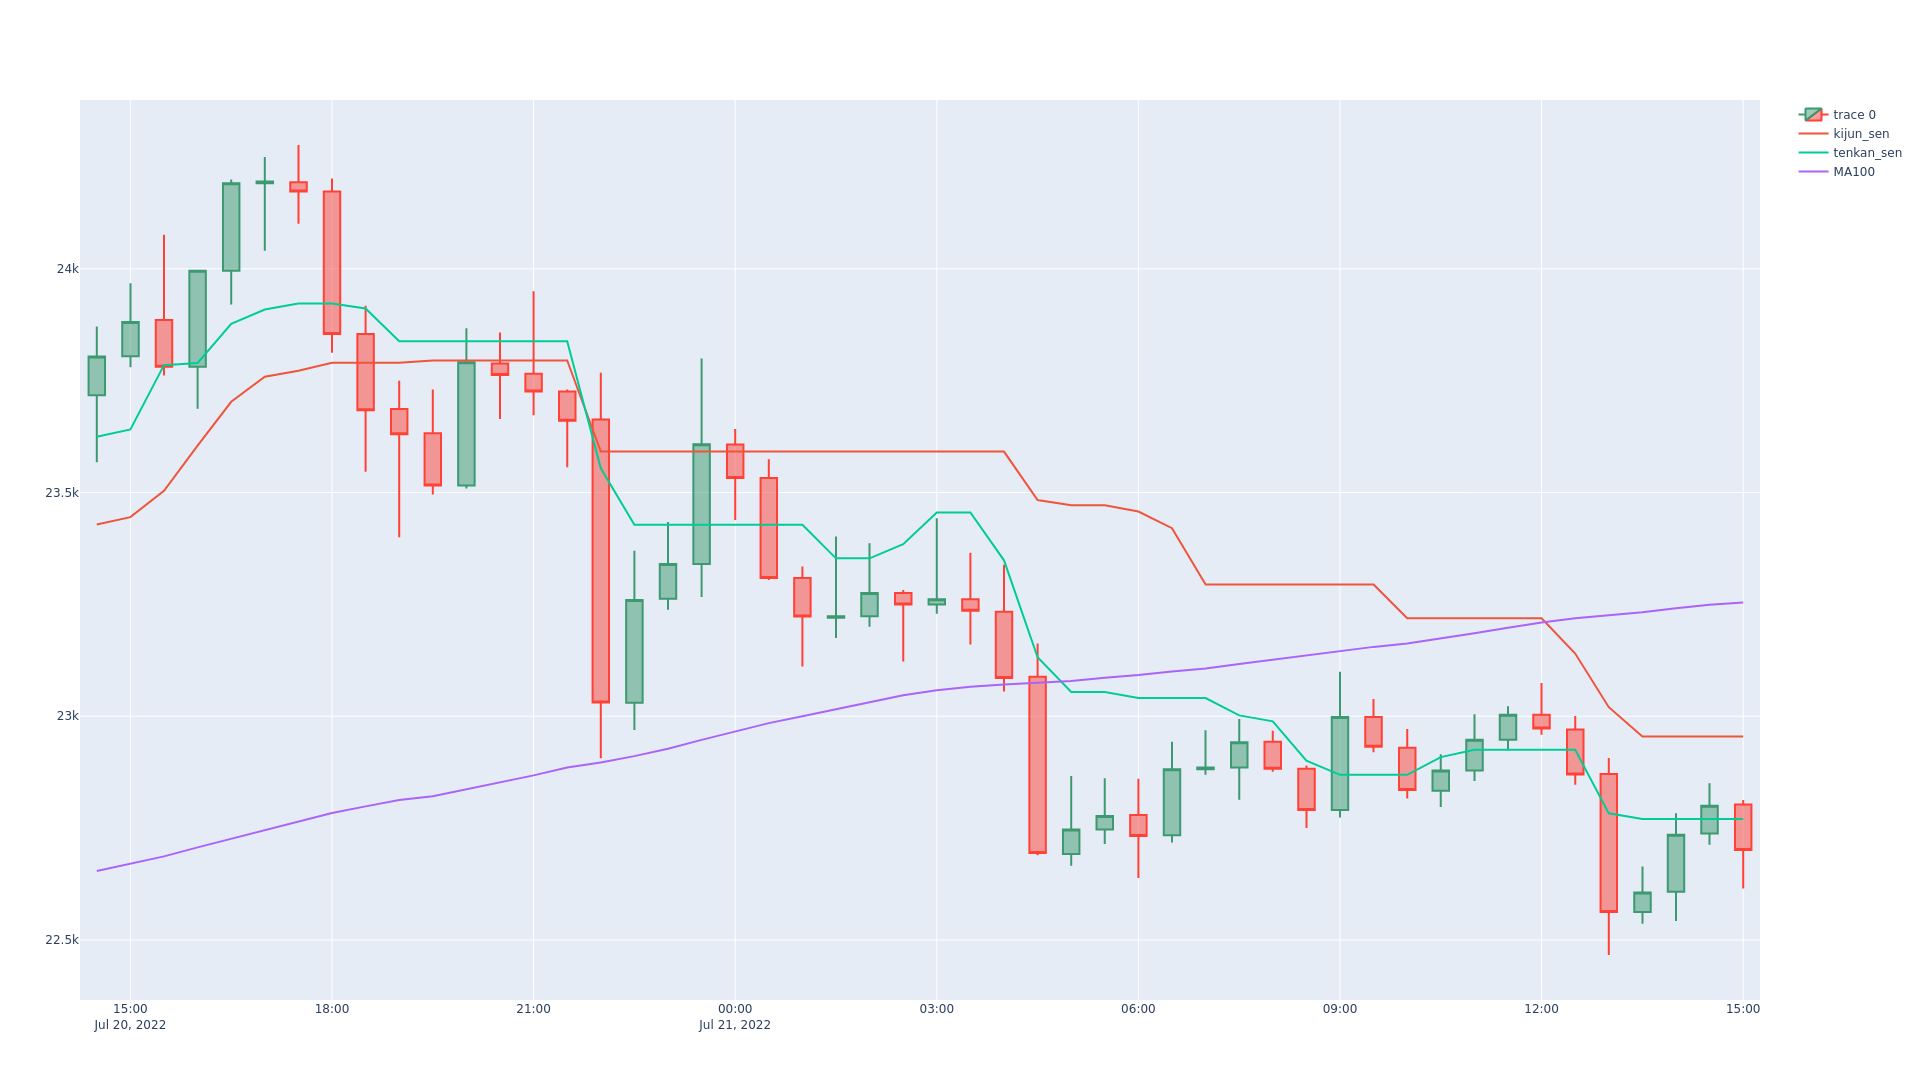 trace 0
kijun_sen
tenkan_sen
MA100
24k
23.5k
23k
22.5k
15:00 18:00 21:00 00:00 03:00 06:00 09:00 12:00 15:00
Jul 20, 2022 Jul 21, 2022